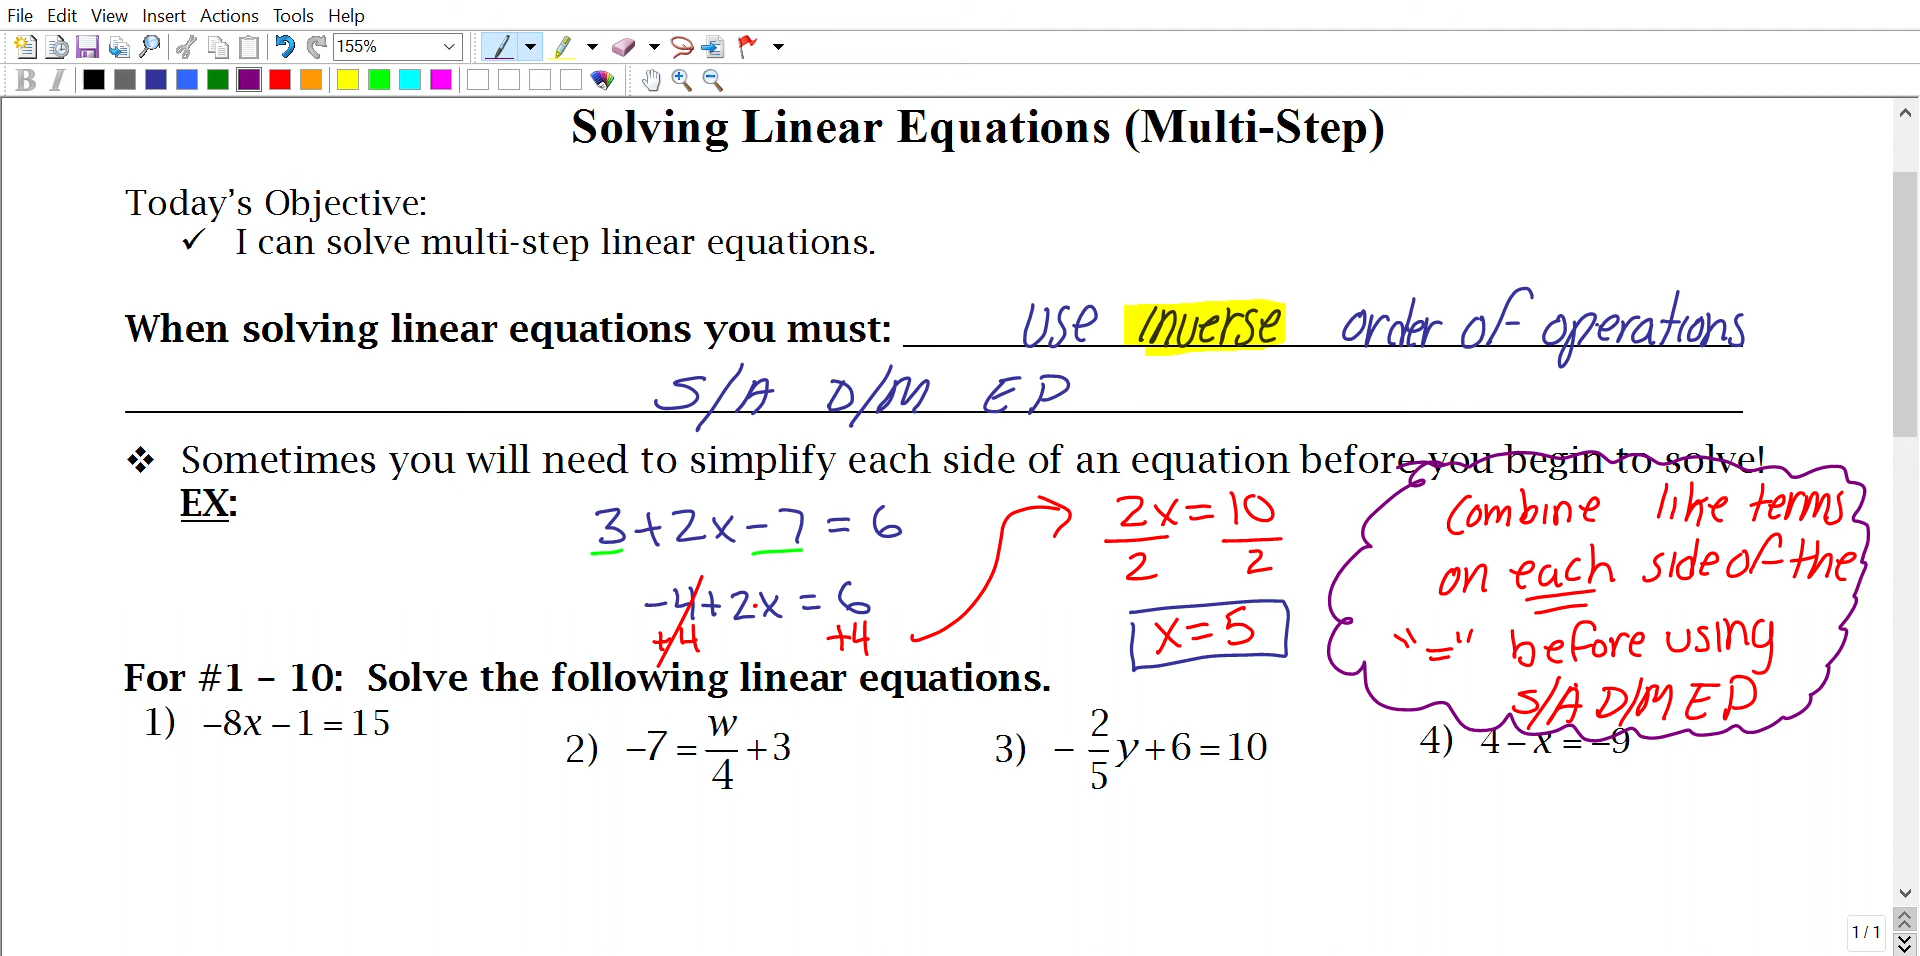 File Edit View Insert Actions Tools Help
155%
B I
Solving Linear Equations (Multi-Step)
Today's Objective:
✓ I can solve multi-step linear equations.
When solving linear equations you must: use inverse order of operations
S/A D/M E P
❖ Sometimes you will need to simplify each side of an equation before you begin to solve!
EX:
3+2x-7=6
-4+2·x=6
+4 +4
2x=10
2 2
x=5
Combine like terms
on each side of the
"=" before using
S/A D/M E P
For #1 – 10: Solve the following linear equations.
1) −8x−1=15
2) −7=w/4+3
3) −2/5y+6=10
4) 4−x=−9
1/1